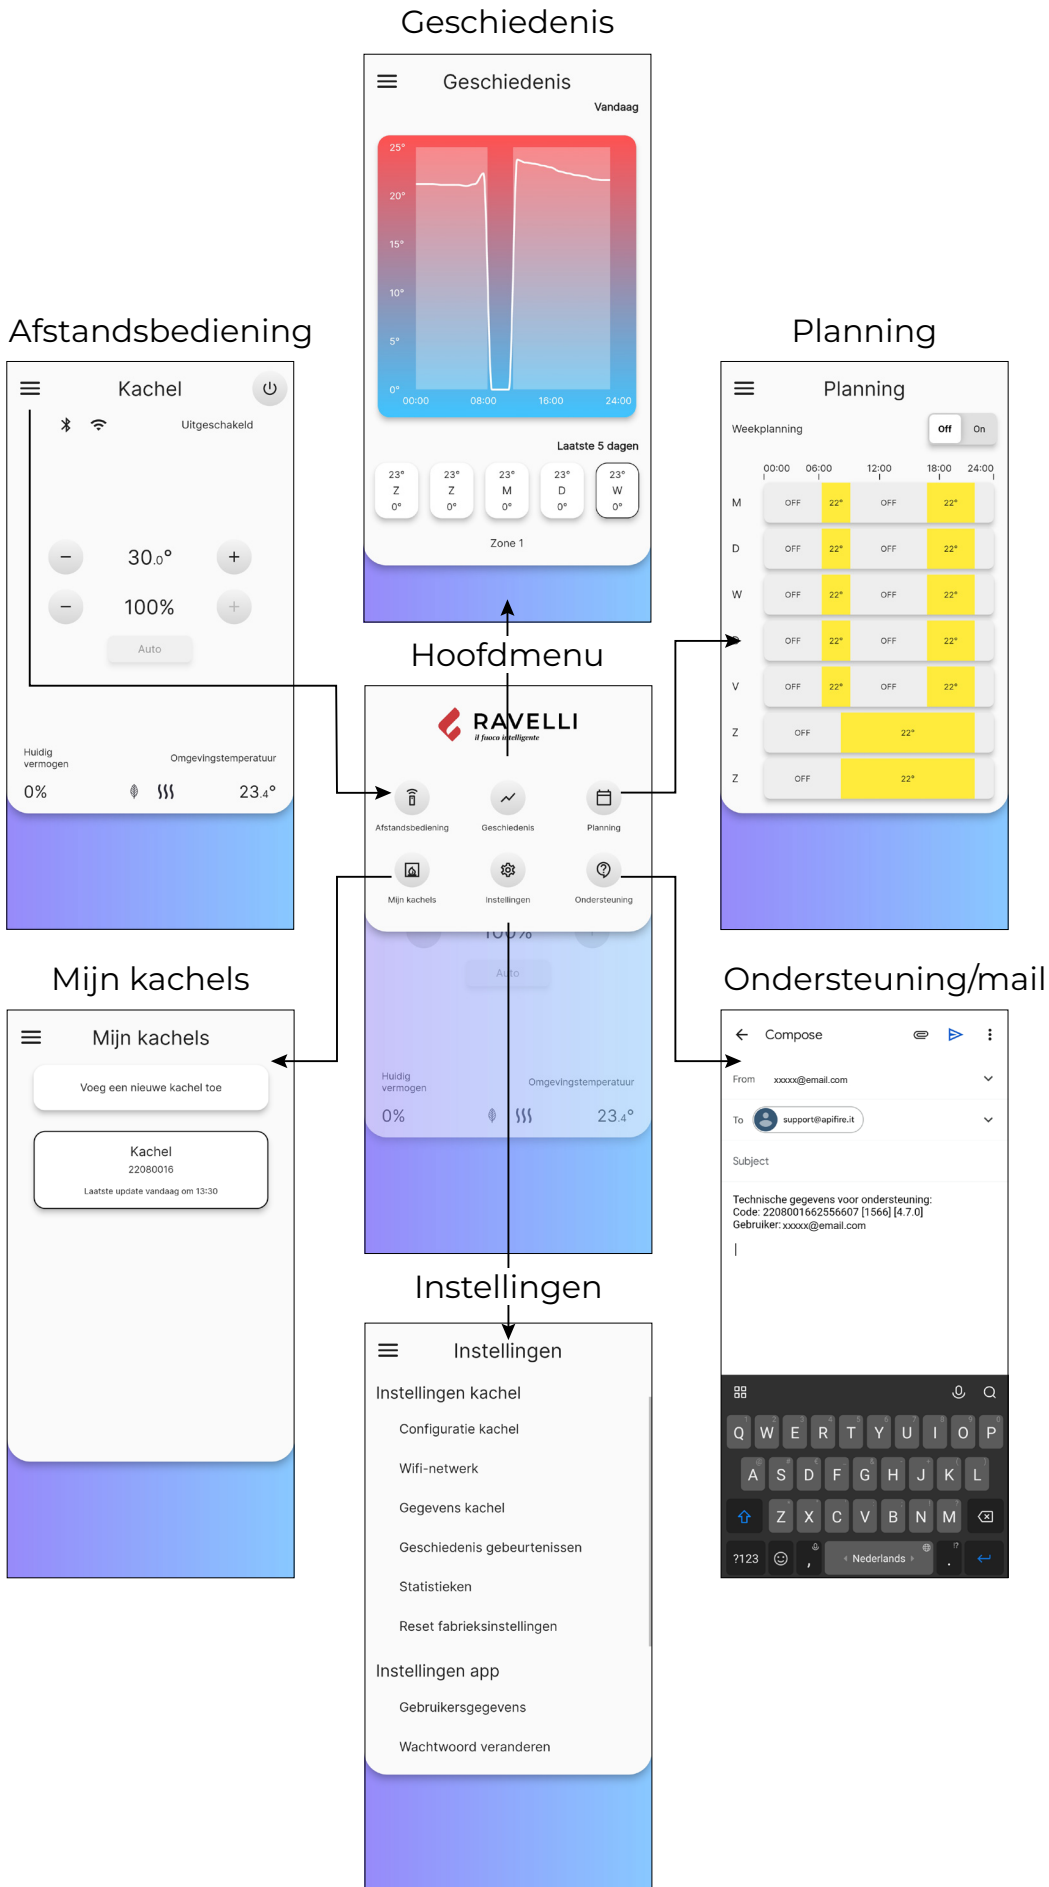 Geschiedenis
Geschiedenis
Vandaag
25°
20°
15°
10°
5°
0°
00:00 08:00 16:00 24:00
Laatste 5 dagen
23° 23° 23° 23° 23°
Z Z M D W
0° 0° 0° 0° 0°
Zone 1
Afstandsbediening
Kachel
Uitgeschakeld
30.0°
100%
Auto
Huidig
vermogen
Omgevingstemperatuur
0%
23.4°
Planning
Planning
Weekplanning
Off On
00:00 06:00 12:00 18:00 24:00
M OFF 22° OFF 22°
D OFF 22° OFF 22°
W OFF 22° OFF 22°
D OFF 22° OFF 22°
V OFF 22° OFF 22°
Z OFF 22°
Z OFF 22°
Hoofdmenu
RAVELLI
il fuoco intelligente
Afstandsbediening Geschiedenis Planning
Mijn kachels Instellingen Ondersteuning
100%
Auto
Huidig
vermogen
Omgevingstemperatuur
0%
23.4°
Mijn kachels
Mijn kachels
Voeg een nieuwe kachel toe
Kachel
22080016
Laatste update vandaag om 13:30
Ondersteuning/mail
Compose
From xxxxx@email.com
To support@apifire.it
Subject
Technische gegevens voor ondersteuning:
Code: 2208001662556607 [1566] [4.7.0]
Gebruiker: xxxxx@email.com
Q W E R T Y U I O P
A S D F G H J K L
Z X C V B N M
?123 , Nederlands .
Instellingen
Instellingen
Instellingen kachel
Configuratie kachel
Wifi-netwerk
Gegevens kachel
Geschiedenis gebeurtenissen
Statistieken
Reset fabrieksinstellingen
Instellingen app
Gebruikersgegevens
Wachtwoord veranderen